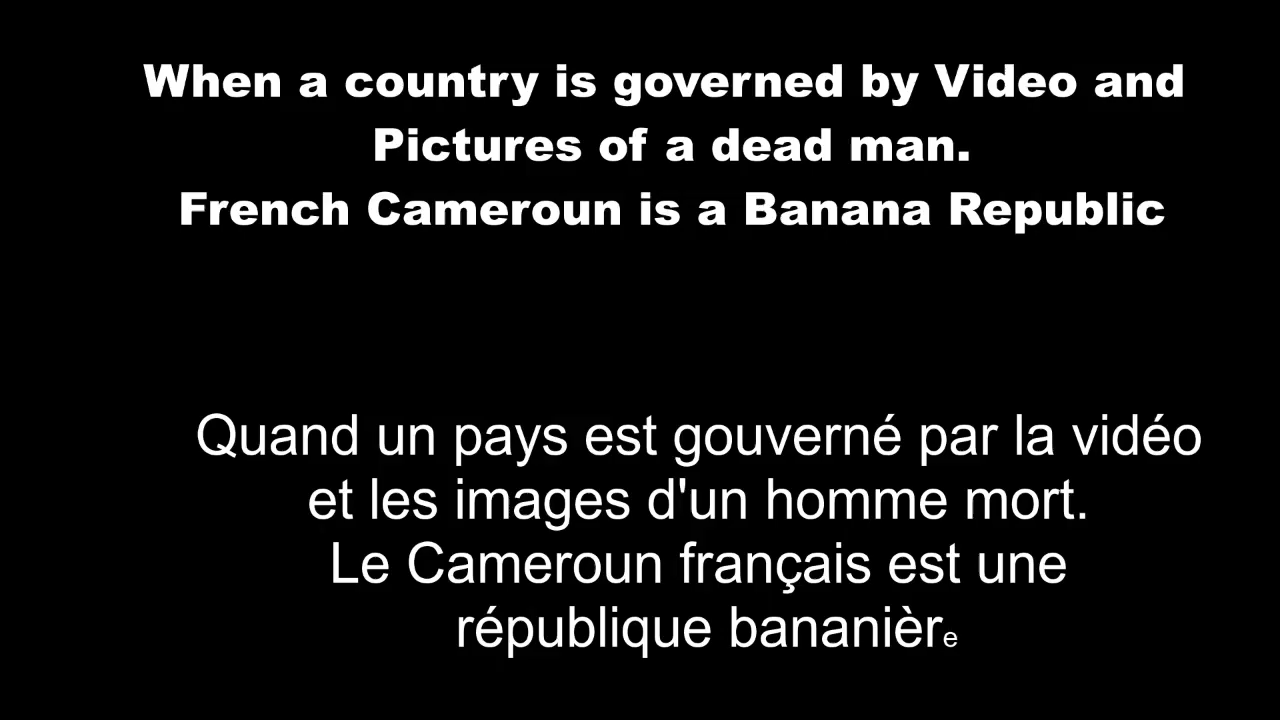 When a country is governed by Video and
Pictures of a dead man.
French Cameroun is a Banana Republic
Quand un pays est gouverné par la vidéo
et les images d'un homme mort.
Le Cameroun français est une
république bananière